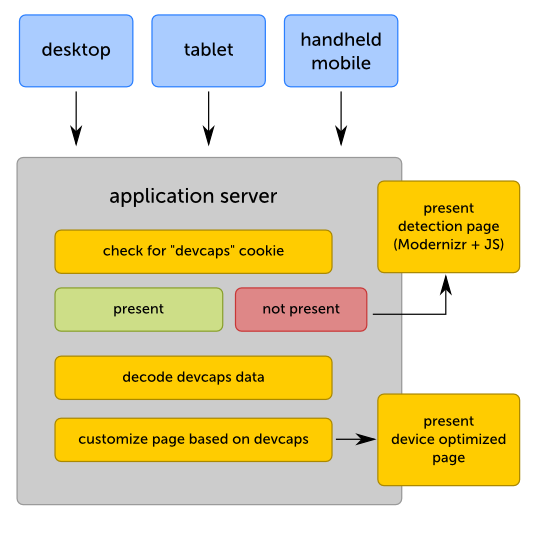 desktop
tablet
handheld
mobile
application server
check for "devcaps" cookie
present
not present
present
detection page
(Modernizr + JS)
decode devcaps data
customize page based on devcaps
present
device optimized
page